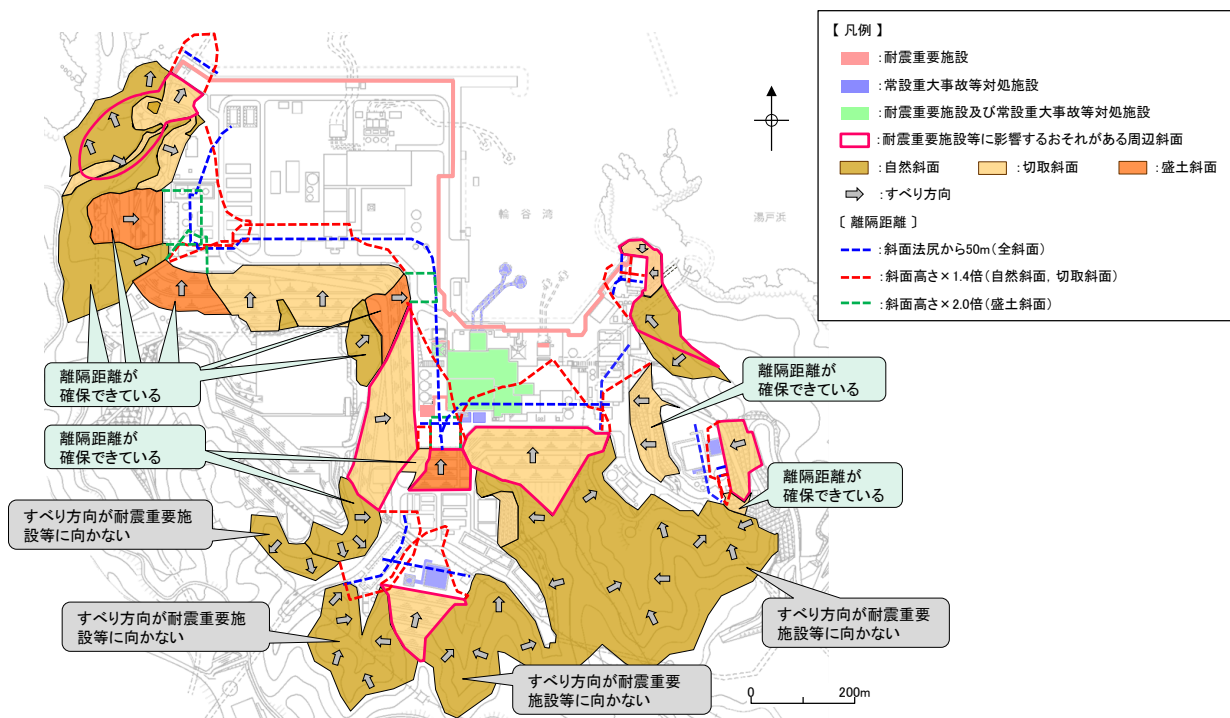 【 凡例 】
：耐震重要施設
：常設重大事故等対処施設
：耐震重要施設及び常設重大事故等対処施設
：耐震重要施設等に影響するおそれがある周辺斜面
：自然斜面
：切取斜面
：盛土斜面
：すべり方向
〔 離隔距離 〕
：斜面法尻から50m（全斜面）
：斜面高さ×1.4倍（自然斜面，切取斜面）
：斜面高さ×2.0倍（盛土斜面）
輪谷湾
湯戸浜
離隔距離が
確保できている
離隔距離が
確保できている
離隔距離が
確保できている
離隔距離が
確保できている
すべり方向が耐震重要施
設等に向かない
すべり方向が耐震重要施
設等に向かない
すべり方向が耐震重要
施設等に向かない
すべり方向が耐震重要
施設等に向かない
0 200m